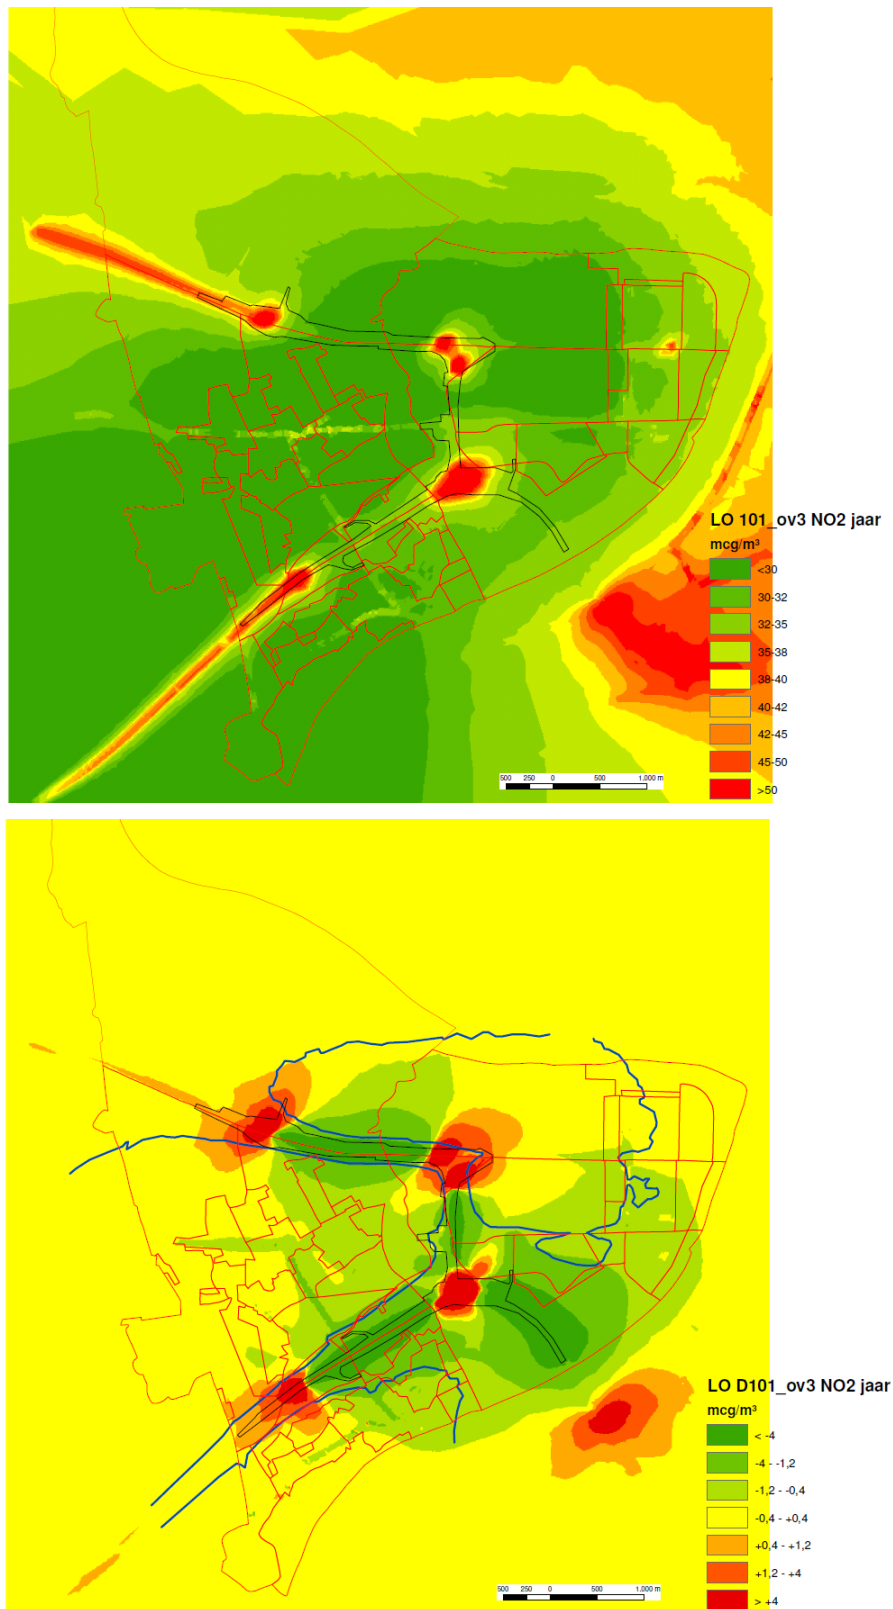 LO 101_ov3 NO2 jaar
mcg/m³
<30
30-32
32-35
35-38
38-40
40-42
42-45
45-50
>50
500 250 0 500 1.000 m
LO D101_ov3 NO2 jaar
mcg/m³
< -4
-4 - -1,2
-1,2 - -0,4
-0,4 - +0,4
+0,4 - +1,2
+1,2 - +4
> +4
500 250 0 500 1.000 m